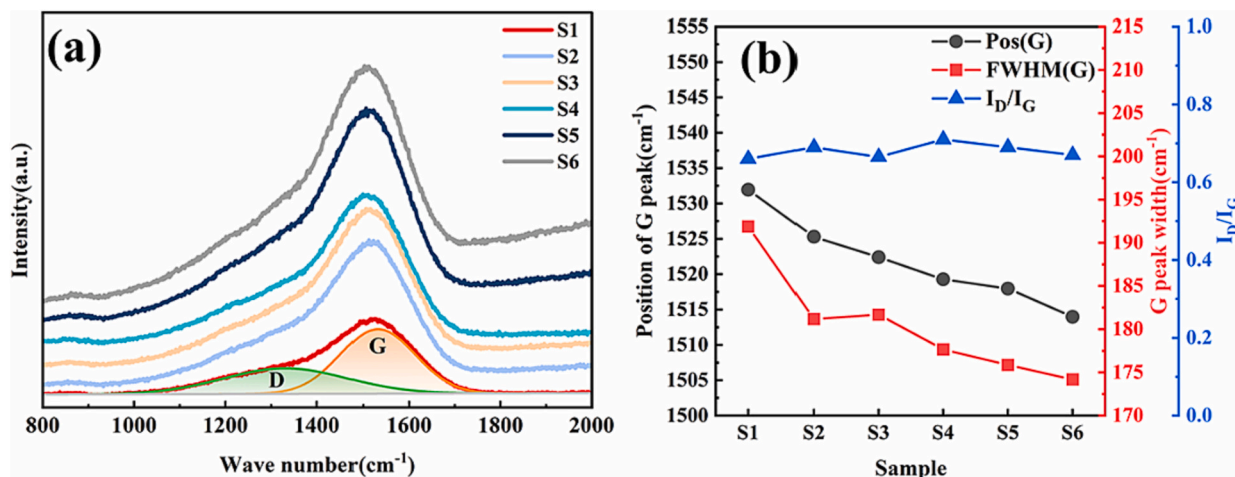 (a)
S1
S2
S3
S4
S5
S6
D
G
Intensity(a.u.)
800 1000 1200 1400 1600 1800 2000
Wave number(cm⁻¹)
(b)
Pos(G)
FWHM(G)
I_D/I_G
Position of G peak(cm⁻¹)
1555
1550
1545
1540
1535
1530
1525
1520
1515
1510
1505
1500
S1 S2 S3 S4 S5 S6
Sample
215
210
205
200
195
190
185
180
175
170
G peak width(cm⁻¹)
1.0
0.8
0.6
0.4
0.2
0.0
I_D/I_G